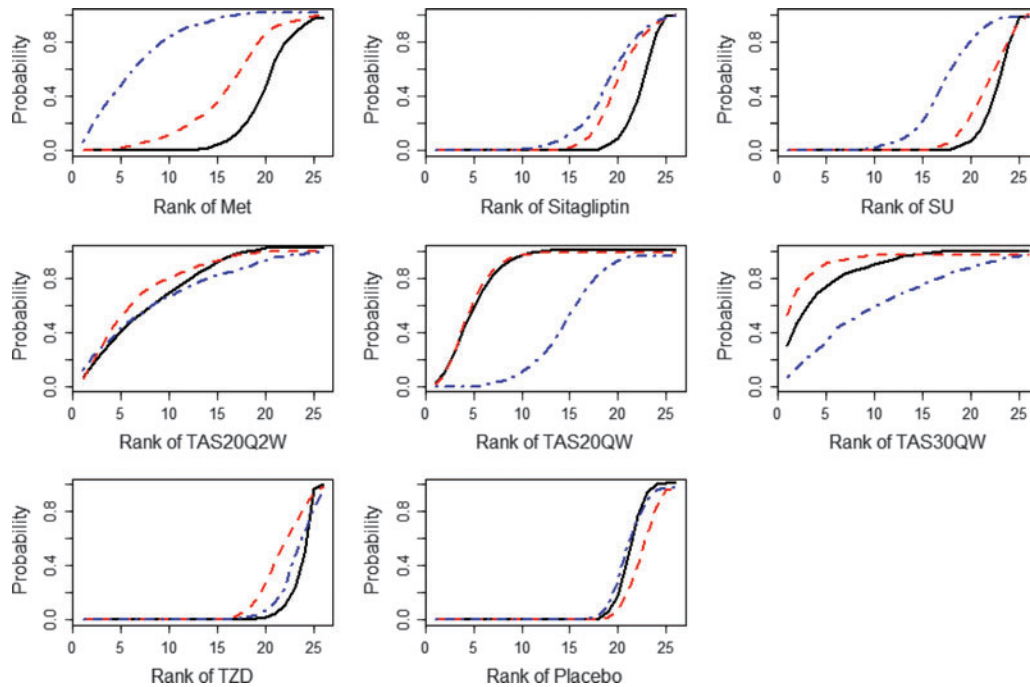 Probability
0.0 0.4 0.8
0 5 10 15 20 25
Rank of Met
Probability
0.0 0.4 0.8
0 5 10 15 20 25
Rank of Sitagliptin
Probability
0.0 0.4 0.8
0 5 10 15 20 25
Rank of SU
Probability
0.0 0.4 0.8
0 5 10 15 20 25
Rank of TAS20Q2W
Probability
0.0 0.4 0.8
0 5 10 15 20 25
Rank of TAS20QW
Probability
0.0 0.4 0.8
0 5 10 15 20 25
Rank of TAS30QW
Probability
0.0 0.4 0.8
0 5 10 15 20 25
Rank of TZD
Probability
0.0 0.4 0.8
0 5 10 15 20 25
Rank of Placebo